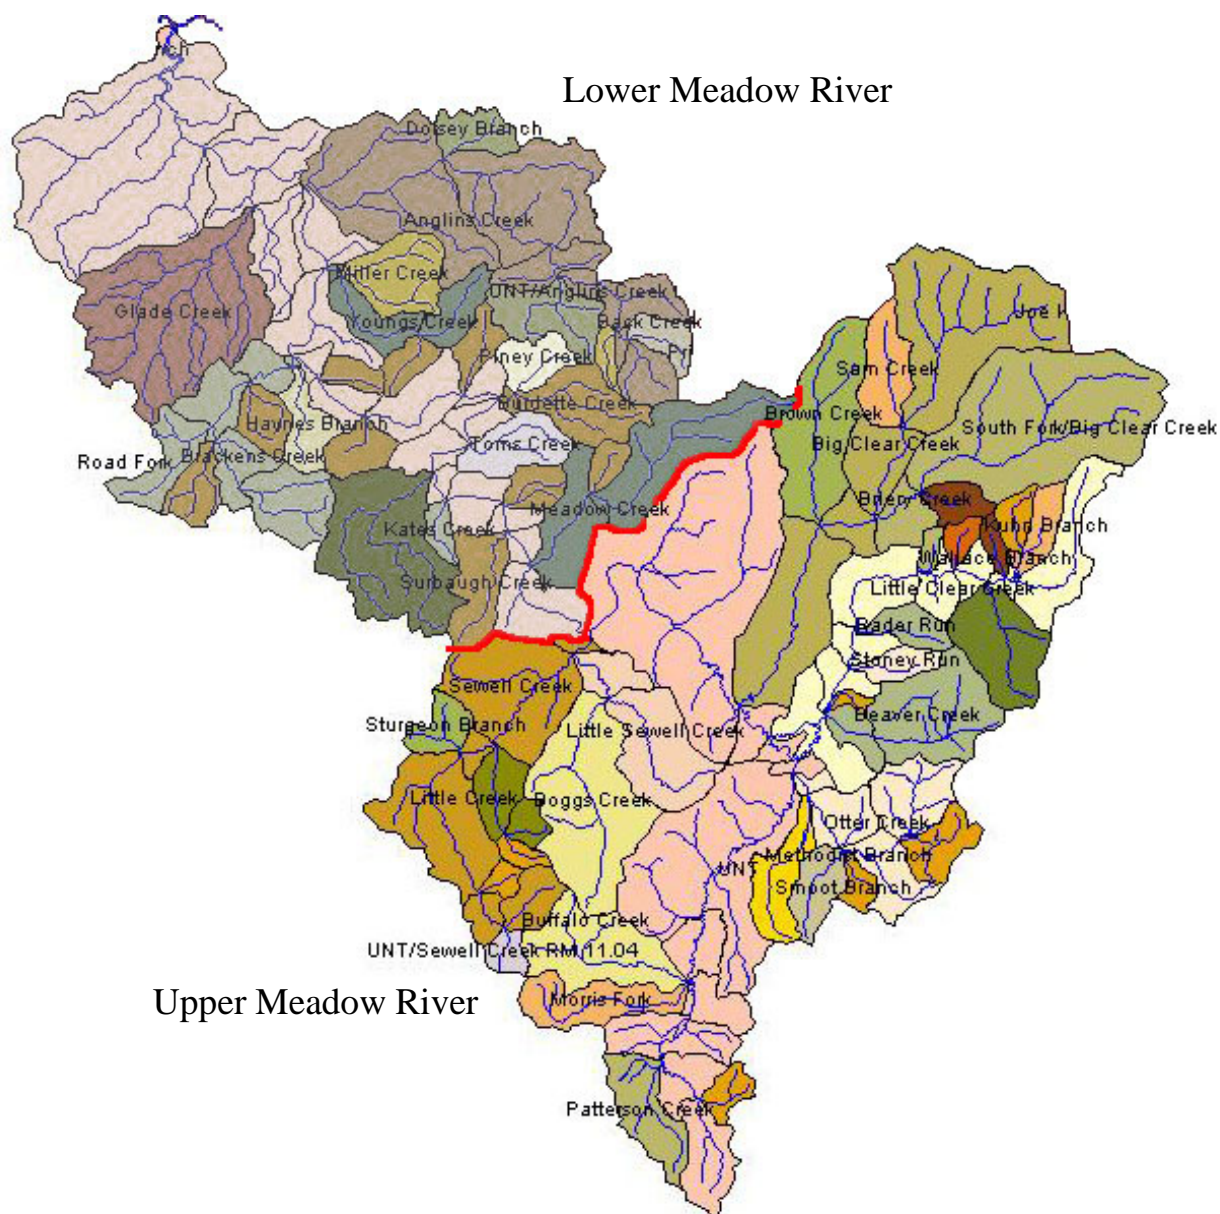 Lower Meadow River
Dotsey Branch
Anglins Creek
Miller Creek
UNT/Anglins Creek
Glade Creek
Youngs Creek
Back Creek
Joe
Piney Creek
Sam Creek
Burdette Creek
Brown Creek
Haynes Branch
South Fork/Big Clear Creek
Toms Creek
Big Clear Creek
Road Fork
Brackens Creek
Briery Creek
Meadow Creek
Kuhn Branch
Kates Creek
Wallace Branch
Surbaugh Creek
Little Clear Creek
Rader Run
Stoney Run
Sewell Creek
Beaver Creek
Sturgeon Branch
Little Sewell Creek
Little Creek
Boggs Creek
Otter Creek
Methodist Branch
UNT
Smoot Branch
Buffalo Creek
UNT/Sewell Creek RM 11.04
Upper Meadow River
Morris Fork
Patterson Creek